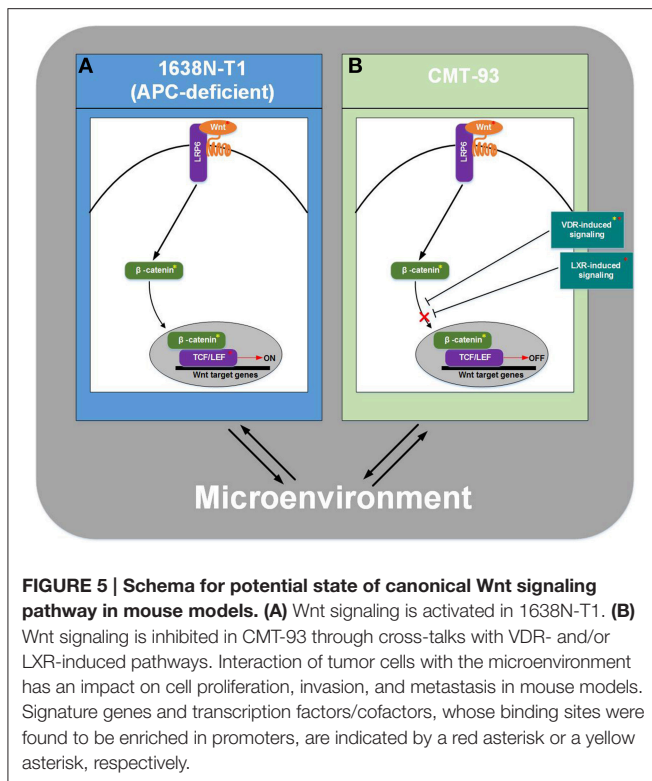 A
1638N-T1
(APC-deficient)
Wnt*
LRP6
β -catenin*
β -catenin*
TCF/LEF*
ON
Wnt target genes
B
CMT-93
Wnt*
LRP6
VDR-induced**
signaling
LXR-induced*
signaling
β -catenin*
β -catenin*
TCF/LEF
OFF
Wnt target genes
Microenvironment
FIGURE 5 | Schema for potential state of canonical Wnt signaling
pathway in mouse models. (A) Wnt signaling is activated in 1638N-T1. (B)
Wnt signaling is inhibited in CMT-93 through cross-talks with VDR- and/or
LXR-induced pathways. Interaction of tumor cells with the microenvironment
has an impact on cell proliferation, invasion, and metastasis in mouse models.
Signature genes and transcription factors/cofactors, whose binding sites were
found to be enriched in promoters, are indicated by a red asterisk or a yellow
asterisk, respectively.